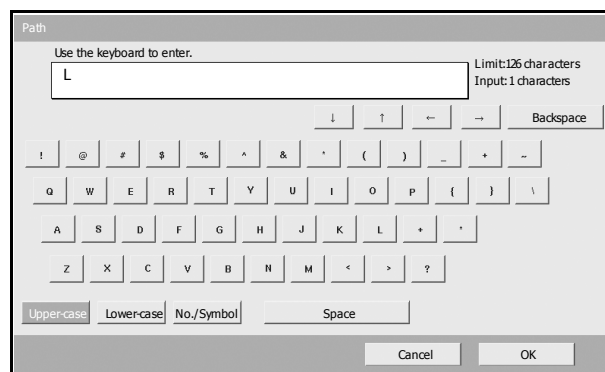 Path
Use the keyboard to enter.
L
Limit:126 characters
Input: 1 characters
↓ ↑ ← → Backspace
! @ # $ % ^ & * ( ) _ + ~
Q W E R T Y U I O P { } \
A S D F G H J K L + '
Z X C V B N M < > ?
Upper-case Lower-case No./Symbol Space
Cancel OK